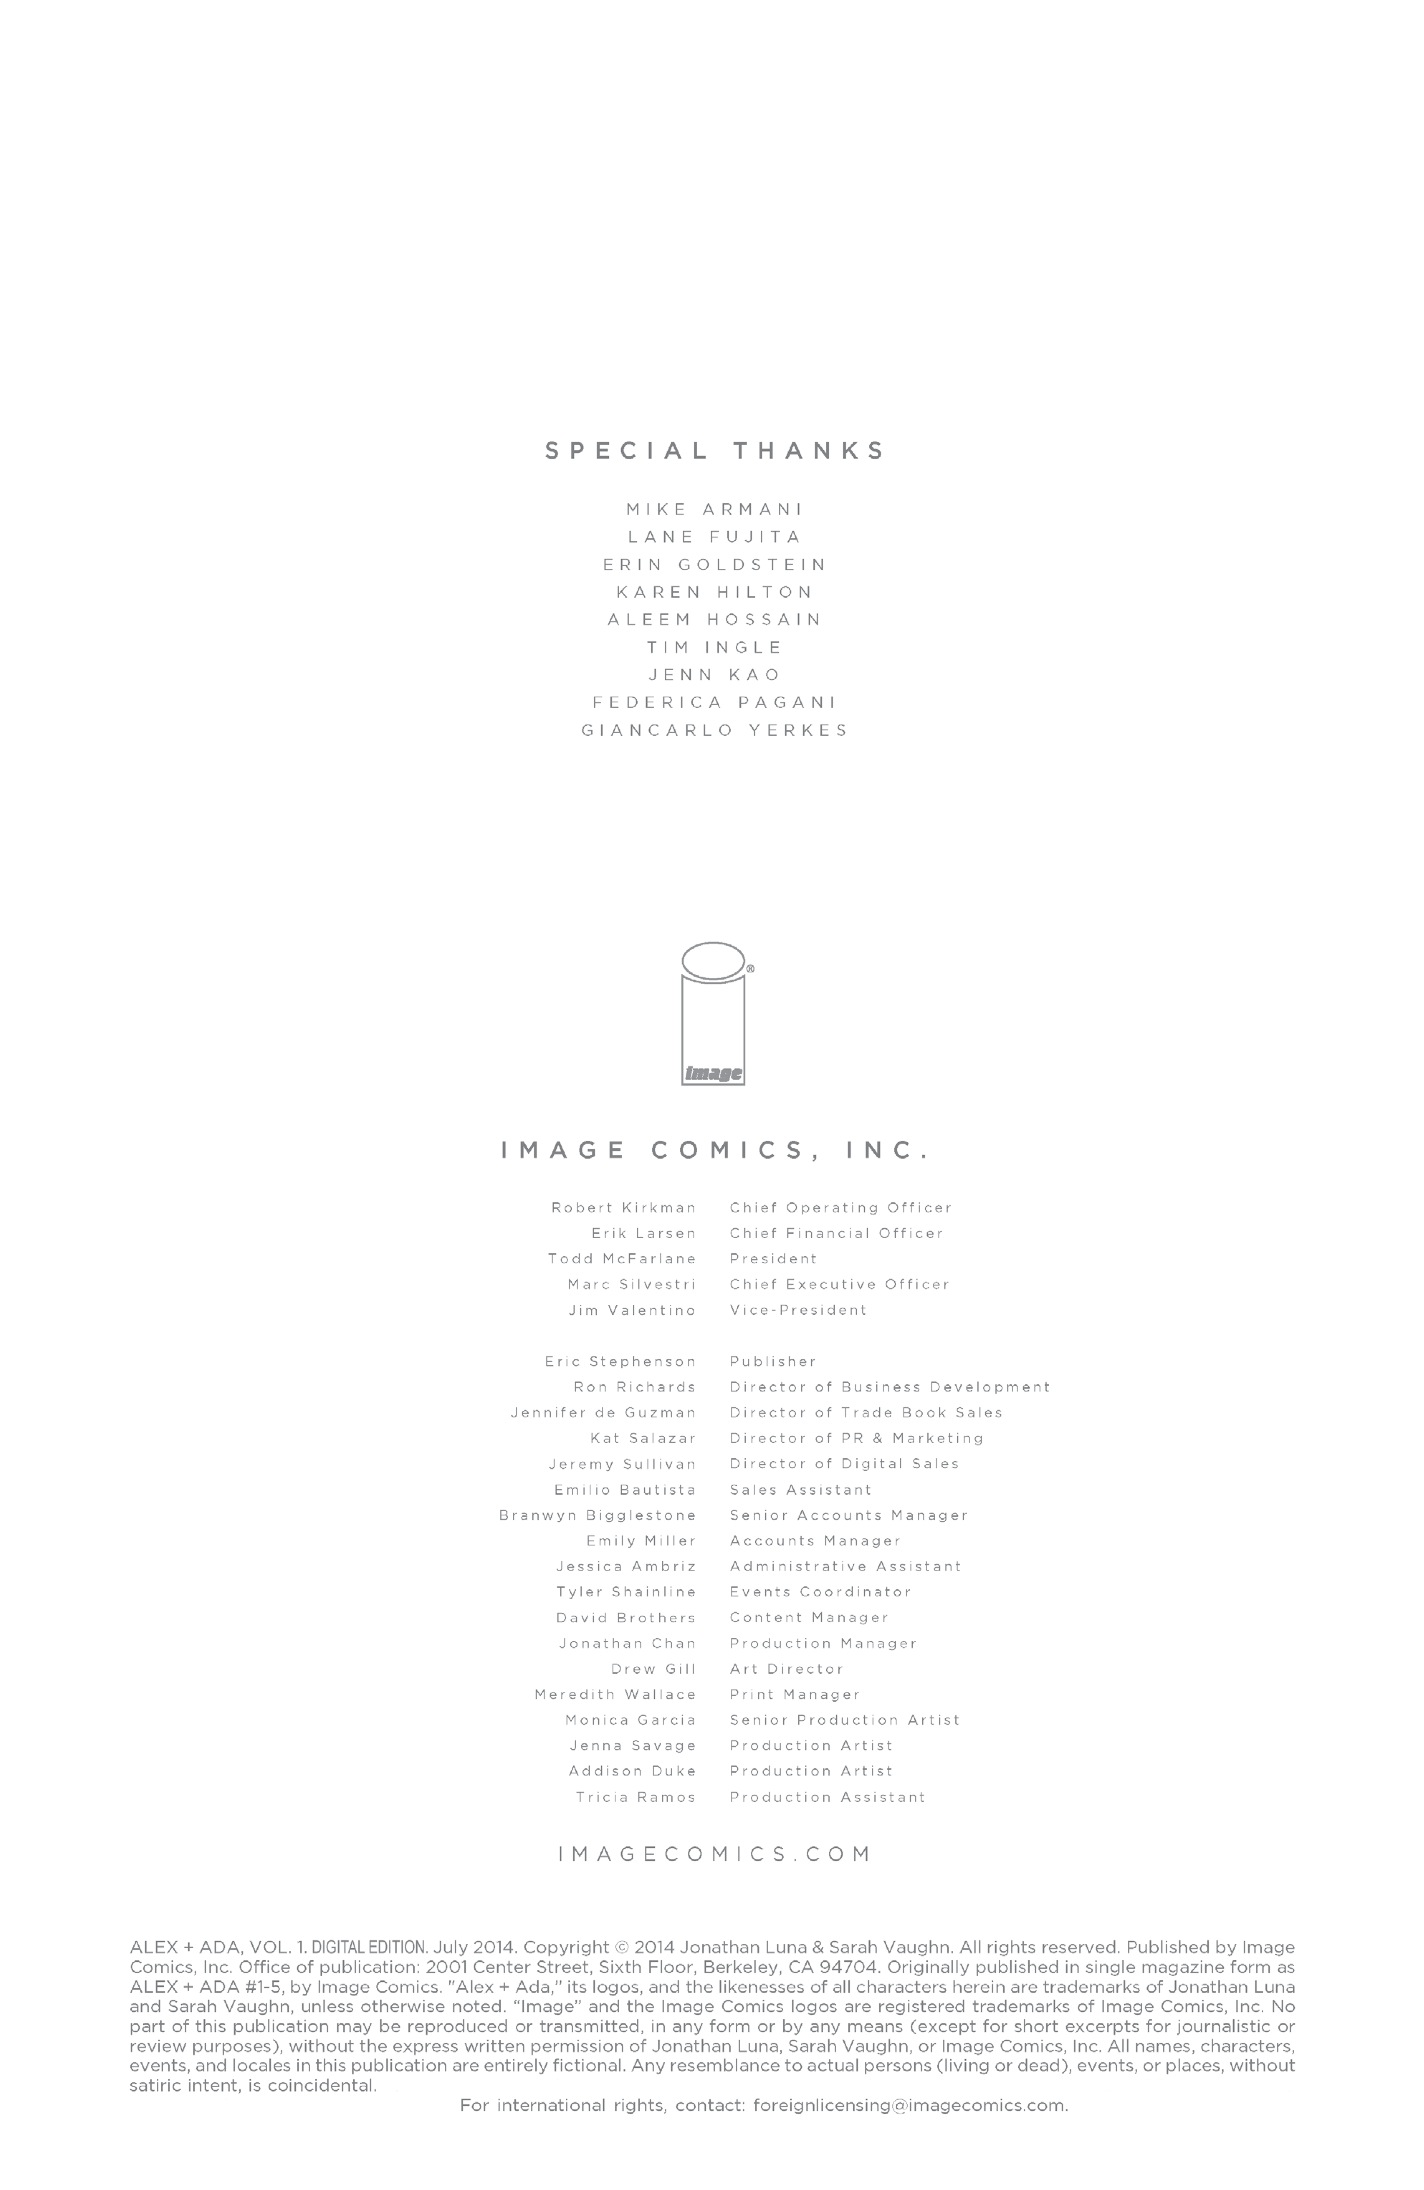 SPECIAL THANKS
MIKE ARMANI
LANE FUJITA
ERIN GOLDSTEIN
KAREN HILTON
ALEEM HOSSAIN
TIM INGLE
JENN KAO
FEDERICA PAGANI
GIANCARLO YERKES
®
image
IMAGE COMICS, INC.
Robert Kirkman Chief Operating Officer
Erik Larsen Chief Financial Officer
Todd McFarlane President
Marc Silvestri Chief Executive Officer
Jim Valentino Vice-President
Eric Stephenson Publisher
Ron Richards Director of Business Development
Jennifer de Guzman Director of Trade Book Sales
Kat Salazar Director of PR & Marketing
Jeremy Sullivan Director of Digital Sales
Emilio Bautista Sales Assistant
Branwyn Bigglestone Senior Accounts Manager
Emily Miller Accounts Manager
Jessica Ambriz Administrative Assistant
Tyler Shainline Events Coordinator
David Brothers Content Manager
Jonathan Chan Production Manager
Drew Gill Art Director
Meredith Wallace Print Manager
Monica Garcia Senior Production Artist
Jenna Savage Production Artist
Addison Duke Production Artist
Tricia Ramos Production Assistant
IMAGECOMICS.COM
ALEX + ADA, VOL. 1. DIGITAL EDITION. July 2014. Copyright © 2014 Jonathan Luna & Sarah Vaughn. All rights reserved. Published by Image
Comics, Inc. Office of publication: 2001 Center Street, Sixth Floor, Berkeley, CA 94704. Originally published in single magazine form as
ALEX + ADA #1-5, by Image Comics. "Alex + Ada," its logos, and the likenesses of all characters herein are trademarks of Jonathan Luna
and Sarah Vaughn, unless otherwise noted. “Image” and the Image Comics logos are registered trademarks of Image Comics, Inc. No
part of this publication may be reproduced or transmitted, in any form or by any means (except for short excerpts for journalistic or
review purposes), without the express written permission of Jonathan Luna, Sarah Vaughn, or Image Comics, Inc. All names, characters,
events, and locales in this publication are entirely fictional. Any resemblance to actual persons (living or dead), events, or places, without
satiric intent, is coincidental.
For international rights, contact: foreignlicensing@imagecomics.com.